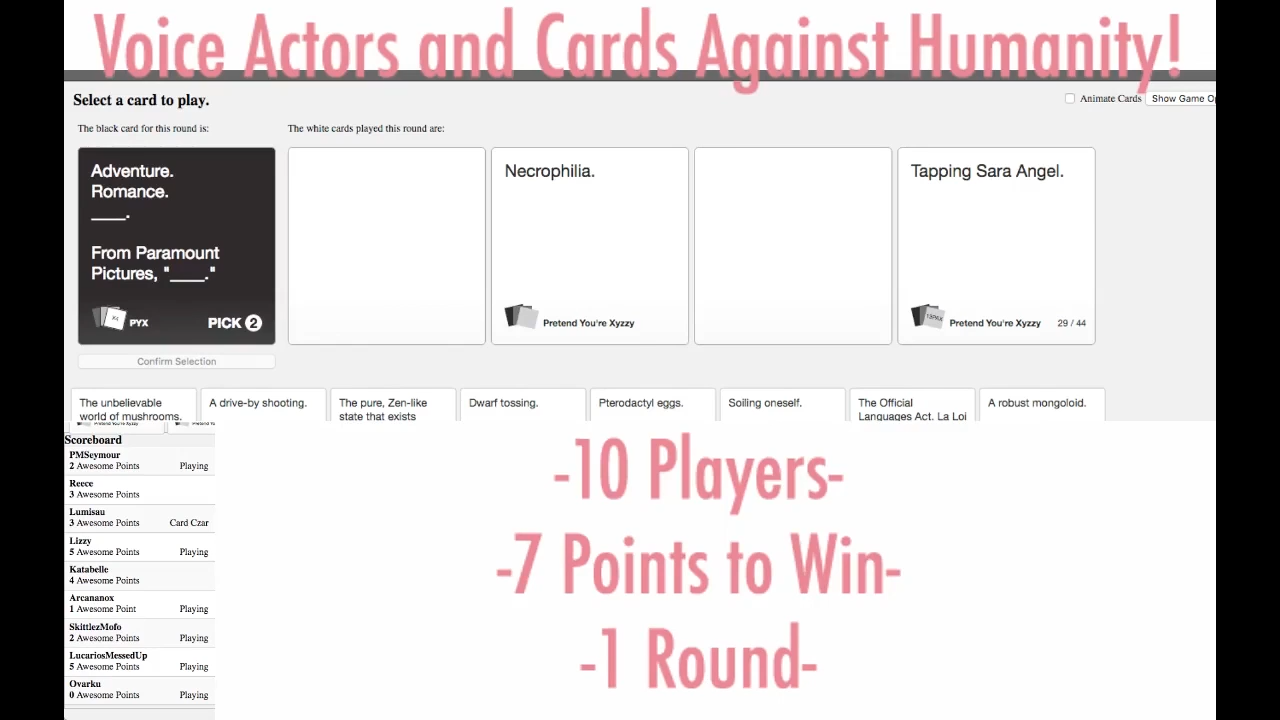 Voice Actors and Cards Against Humanity!
Select a card to play.
Animate Cards
Show Game Op
The black card for this round is:
The white cards played this round are:
Adventure.
Romance.
____.
From Paramount
Pictures, "____."
X4
PYX
PICK 2
Necrophilia.
Pretend You're Xyzzy
Tapping Sara Angel.
13PAX
Pretend You're Xyzzy
29 / 44
Confirm Selection
The unbelievable
world of mushrooms.
A drive-by shooting.
The pure, Zen-like
state that exists
Dwarf tossing.
Pterodactyl eggs.
Soiling oneself.
The Official
Languages Act. La Loi
A robust mongoloid.
Pretend You're Xyzzy
Scoreboard
PMSeymour
2 Awesome Points Playing
Reece
3 Awesome Points
Lumisau
3 Awesome Points Card Czar
Lizzy
5 Awesome Points Playing
Katabelle
4 Awesome Points
Arcananox
1 Awesome Point Playing
SkittlezMofo
2 Awesome Points Playing
LucariosMessedUp
5 Awesome Points Playing
Ovarku
0 Awesome Points Playing
-10 Players-
-7 Points to Win-
-1 Round-